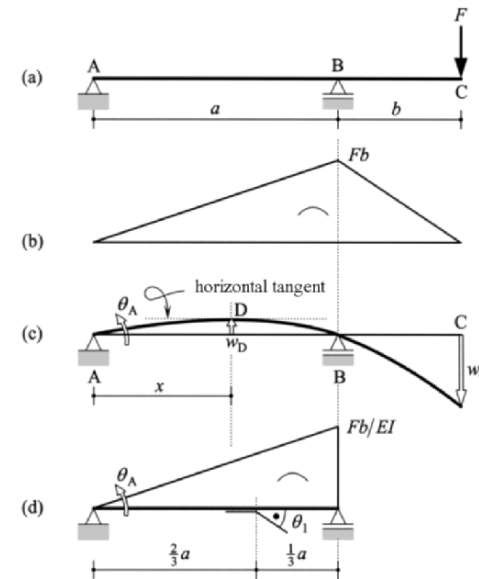 F
(a)
A
B
C
a
b
Fb
(b)
horizontal tangent
θA
D
C
(c)
wD
w
A
B
x
Fb/EI
θA
(d)
θ1
2/3 a
1/3 a